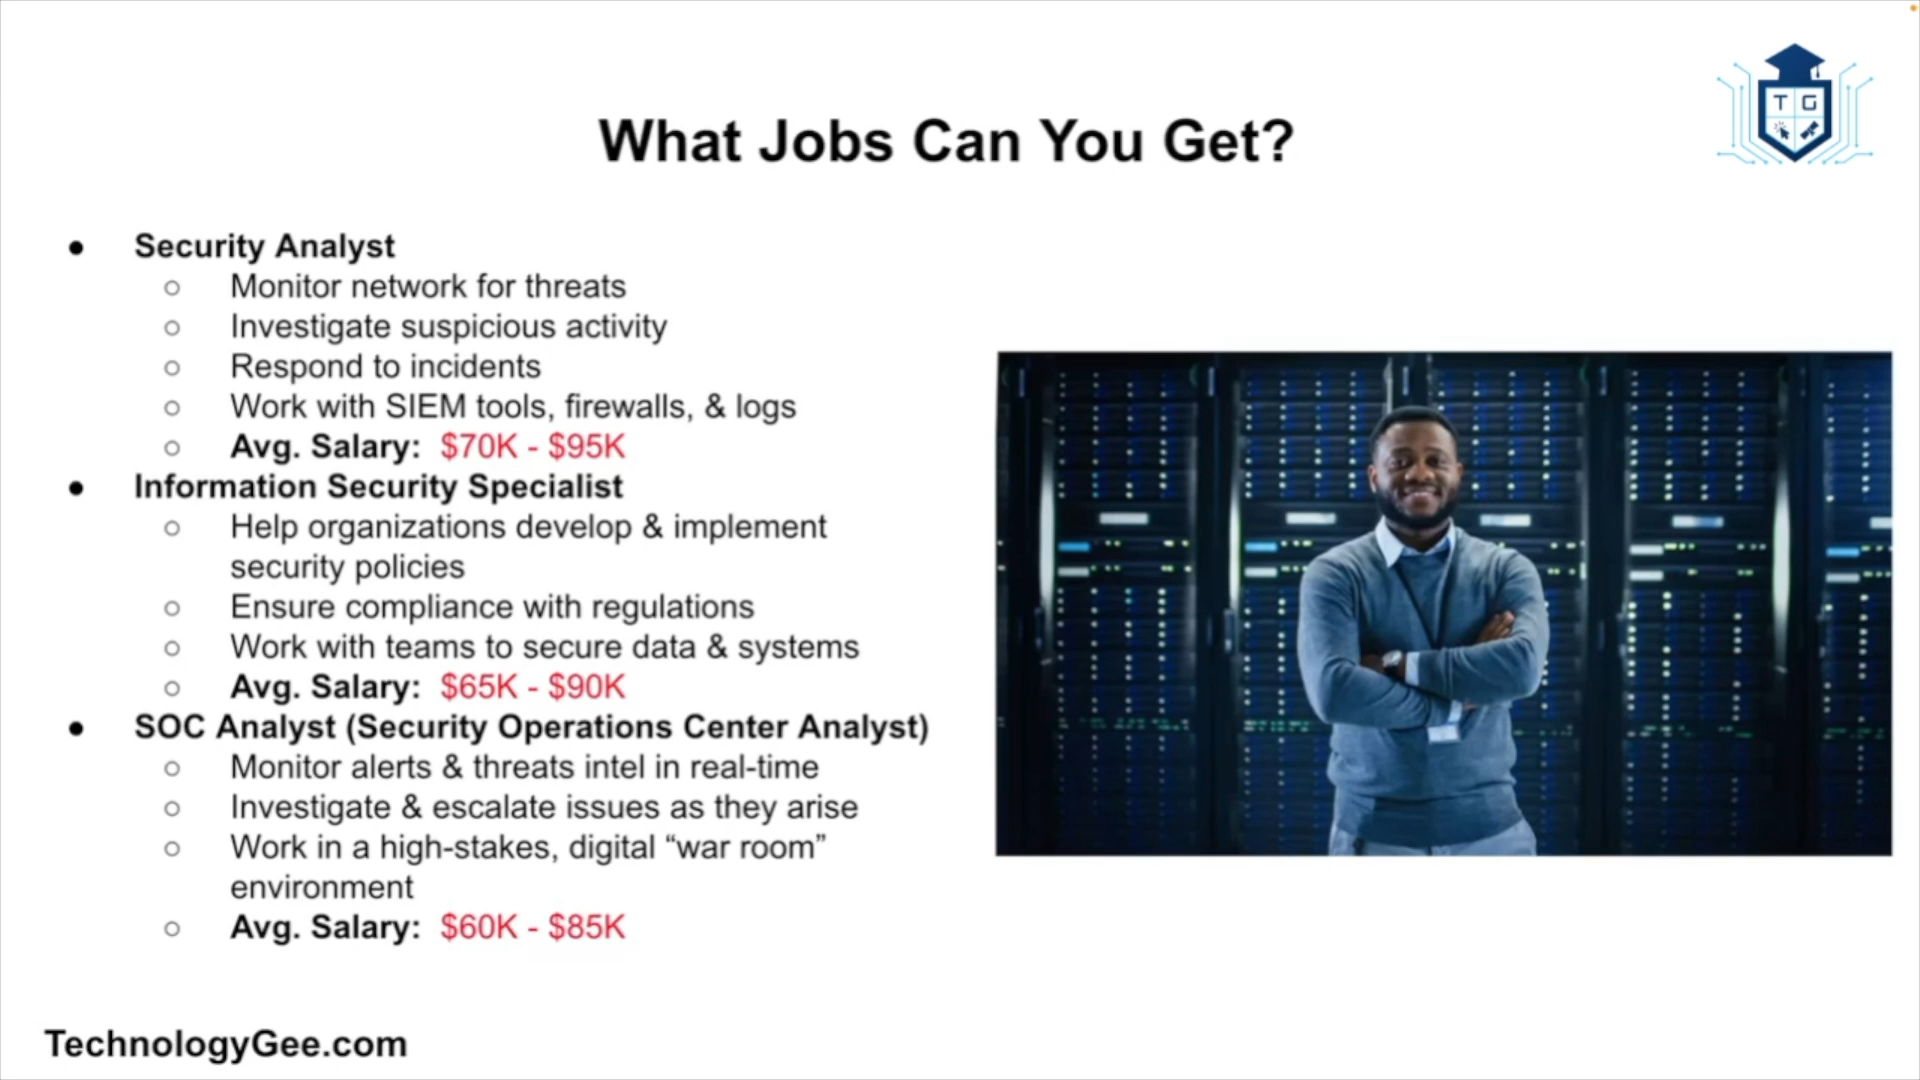 T G
What Jobs Can You Get?
● Security Analyst
○ Monitor network for threats
○ Investigate suspicious activity
○ Respond to incidents
○ Work with SIEM tools, firewalls, & logs
○ Avg. Salary: $70K - $95K
● Information Security Specialist
○ Help organizations develop & implement
security policies
○ Ensure compliance with regulations
○ Work with teams to secure data & systems
○ Avg. Salary: $65K - $90K
● SOC Analyst (Security Operations Center Analyst)
○ Monitor alerts & threats intel in real-time
○ Investigate & escalate issues as they arise
○ Work in a high-stakes, digital “war room”
environment
○ Avg. Salary: $60K - $85K
TechnologyGee.com